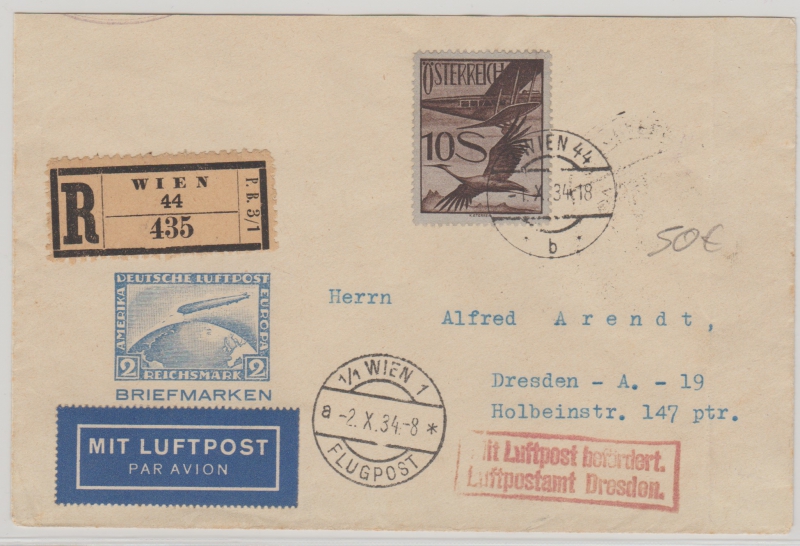 ÖSTERREICH
10S
WIEN 44
-1.X.34.18
b
50€
R
WIEN
44
435
P. B. 3/1
DEUTSCHE LUFTPOST
AMERIKA
EUROPA
2 REICHSMARK 2
BRIEFMARKEN
MIT LUFTPOST
PAR AVION
1/1 WIEN 1
a -2.X.34.-8 *
FLUGPOST
Herrn
Alfred Arendt,
Dresden - A. - 19
Holbeinstr. 147 ptr.
Mit Luftpost befördert.
Luftpostamt Dresden.